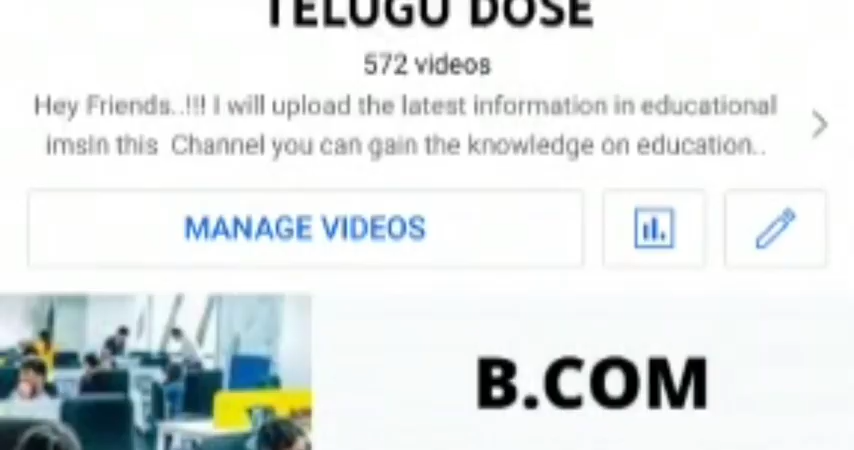 TELUGU DOSE
572 videos
Hey Friends..!!! I will upload the latest information in educational
imsIn this Channel you can gain the knowledge on education..
MANAGE VIDEOS
B.COM